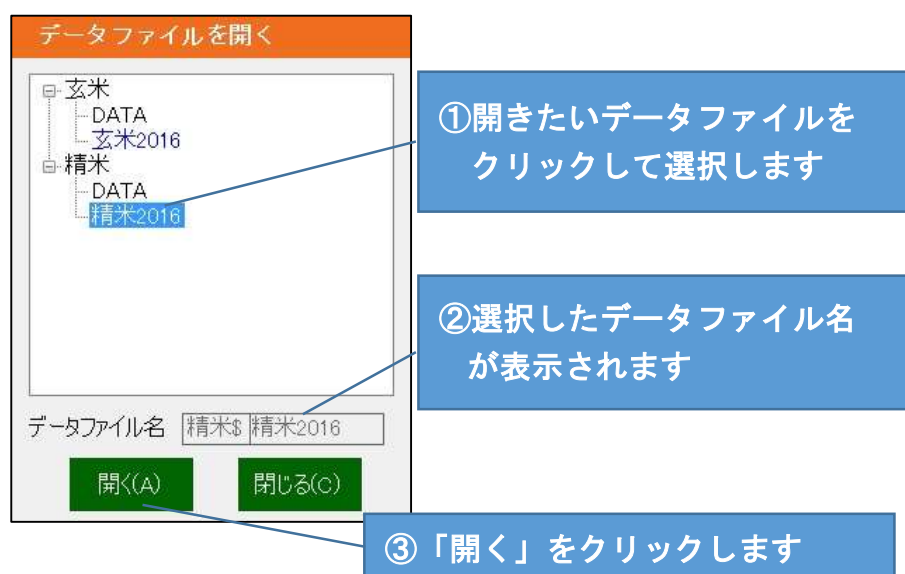 データファイルを開く
玄米
DATA
玄米2016
精米
DATA
精米2016
①開きたいデータファイルを
クリックして選択します
②選択したデータファイル名
が表示されます
データファイル名 精米$ 精米2016
開く(A) 閉じる(C)
③「開く」をクリックします